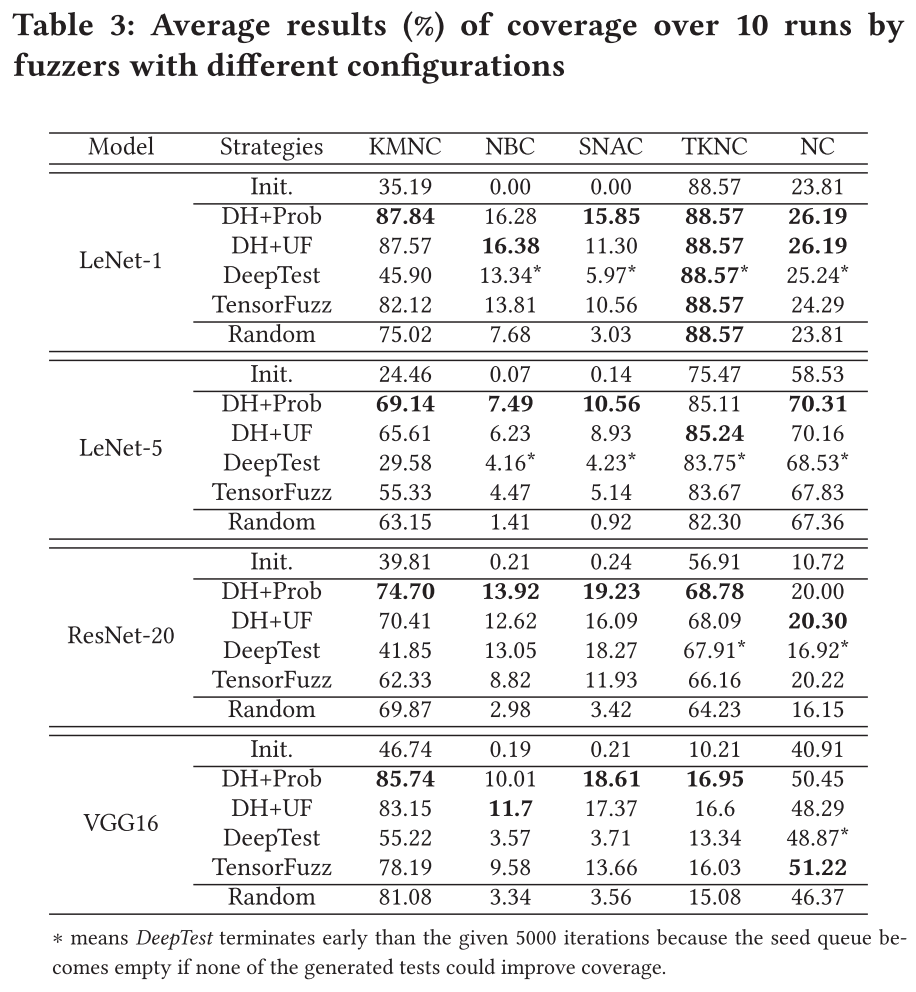 Table 3: Average results (%) of coverage over 10 runs by
fuzzers with different configurations
Model Strategies KMNC NBC SNAC TKNC NC
LeNet-1
Init. 35.19 0.00 0.00 88.57 23.81
DH+Prob 87.84 16.28 15.85 88.57 26.19
DH+UF 87.57 16.38 11.30 88.57 26.19
DeepTest 45.90 13.34* 5.97* 88.57* 25.24*
TensorFuzz 82.12 13.81 10.56 88.57 24.29
Random 75.02 7.68 3.03 88.57 23.81
LeNet-5
Init. 24.46 0.07 0.14 75.47 58.53
DH+Prob 69.14 7.49 10.56 85.11 70.31
DH+UF 65.61 6.23 8.93 85.24 70.16
DeepTest 29.58 4.16* 4.23* 83.75* 68.53*
TensorFuzz 55.33 4.47 5.14 83.67 67.83
Random 63.15 1.41 0.92 82.30 67.36
ResNet-20
Init. 39.81 0.21 0.24 56.91 10.72
DH+Prob 74.70 13.92 19.23 68.78 20.00
DH+UF 70.41 12.62 16.09 68.09 20.30
DeepTest 41.85 13.05 18.27 67.91* 16.92*
TensorFuzz 62.33 8.82 11.93 66.16 20.22
Random 69.87 2.98 3.42 64.23 16.15
VGG16
Init. 46.74 0.19 0.21 10.21 40.91
DH+Prob 85.74 10.01 18.61 16.95 50.45
DH+UF 83.15 11.7 17.37 16.6 48.29
DeepTest 55.22 3.57 3.71 13.34 48.87*
TensorFuzz 78.19 9.58 13.66 16.03 51.22
Random 81.08 3.34 3.56 15.08 46.37
* means DeepTest terminates early than the given 5000 iterations because the seed queue be-
comes empty if none of the generated tests could improve coverage.